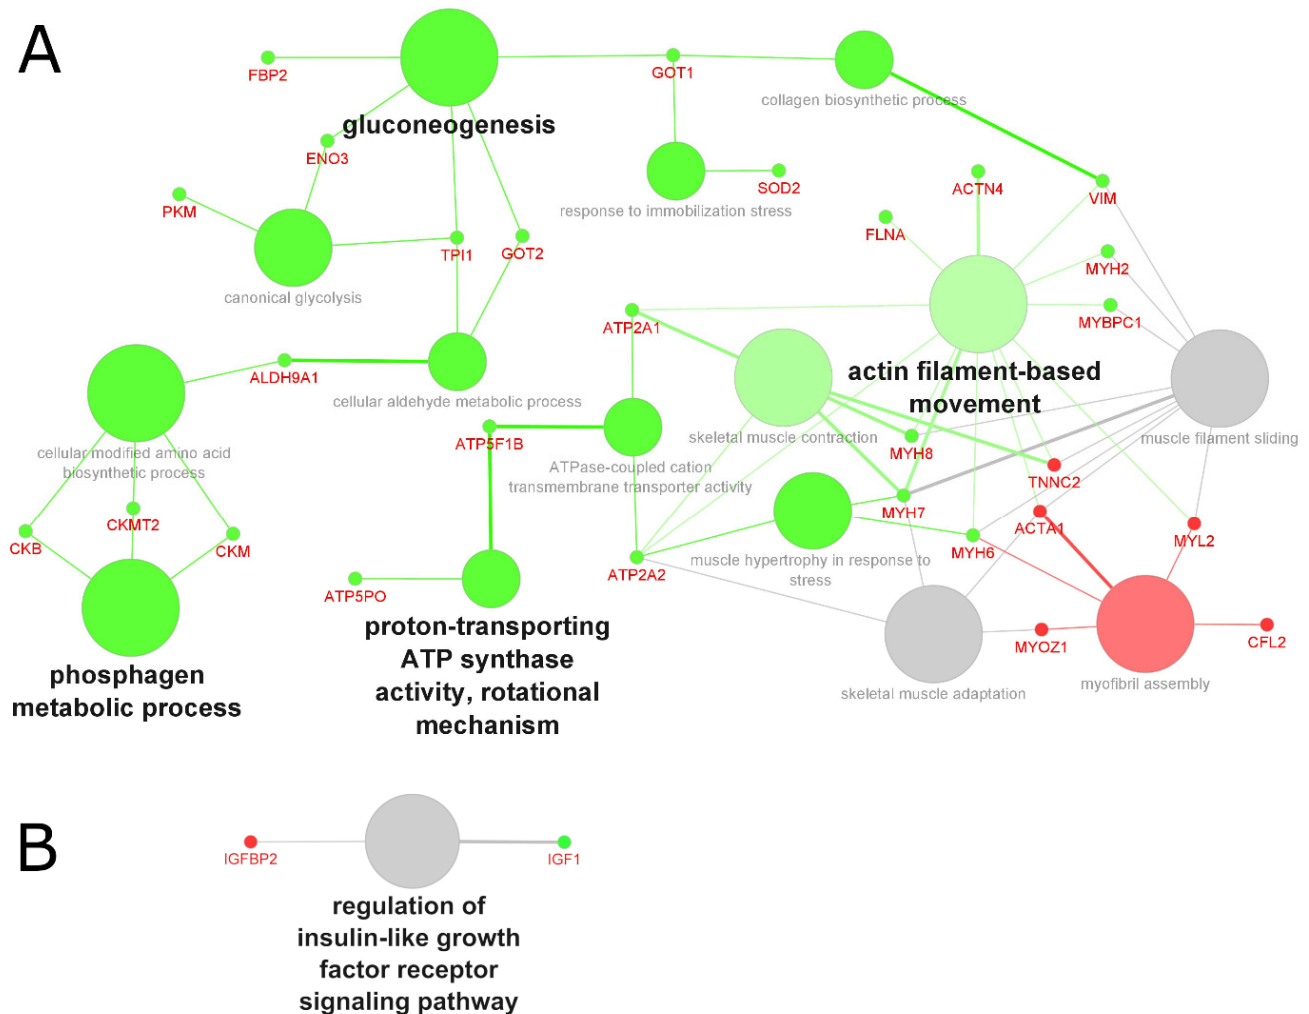 A
FBP2
GOT1
collagen biosynthetic process
gluconeogenesis
ENO3
SOD2
ACTN4
VIM
PKM
response to immobilization stress
FLNA
TPI1
GOT2
MYH2
canonical glycolysis
ATP2A1
MYBPC1
ALDH9A1
actin filament-based
movement
cellular aldehyde metabolic process
skeletal muscle contraction
muscle filament sliding
ATP5F1B
cellular modified amino acid
biosynthetic process
MYH8
ATPase-coupled cation
transmembrane transporter activity
TNNC2
MYH7
CKMT2
ACTA1
CKB
CKM
MYH6
MYL2
muscle hypertrophy in response to
stress
ATP2A2
ATP5PO
proton-transporting
ATP synthase
activity, rotational
mechanism
MYOZ1
CFL2
phosphagen
metabolic process
myofibril assembly
skeletal muscle adaptation
B
IGFBP2
IGF1
regulation of
insulin-like growth
factor receptor
signaling pathway